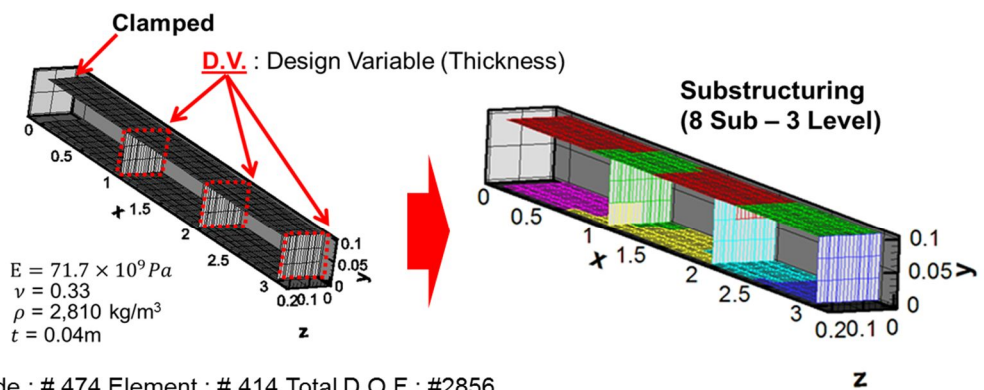 Clamped
D.V. : Design Variable (Thickness)
0
0.5
1
x 1.5
2
2.5
3
0.2 0.1 0
0.1
0.05
0
y
z
E = 71.7 × 10⁹Pa
ν = 0.33
ρ = 2,810 kg/m³
t = 0.04m
Substructuring
(8 Sub – 3 Level)
0
0.5
1
x 1.5
2
2.5
3
0.2 0.1 0
0.1
0.05
0
y
z
: # 474 Element : # 414 Total D.O.F : #2856